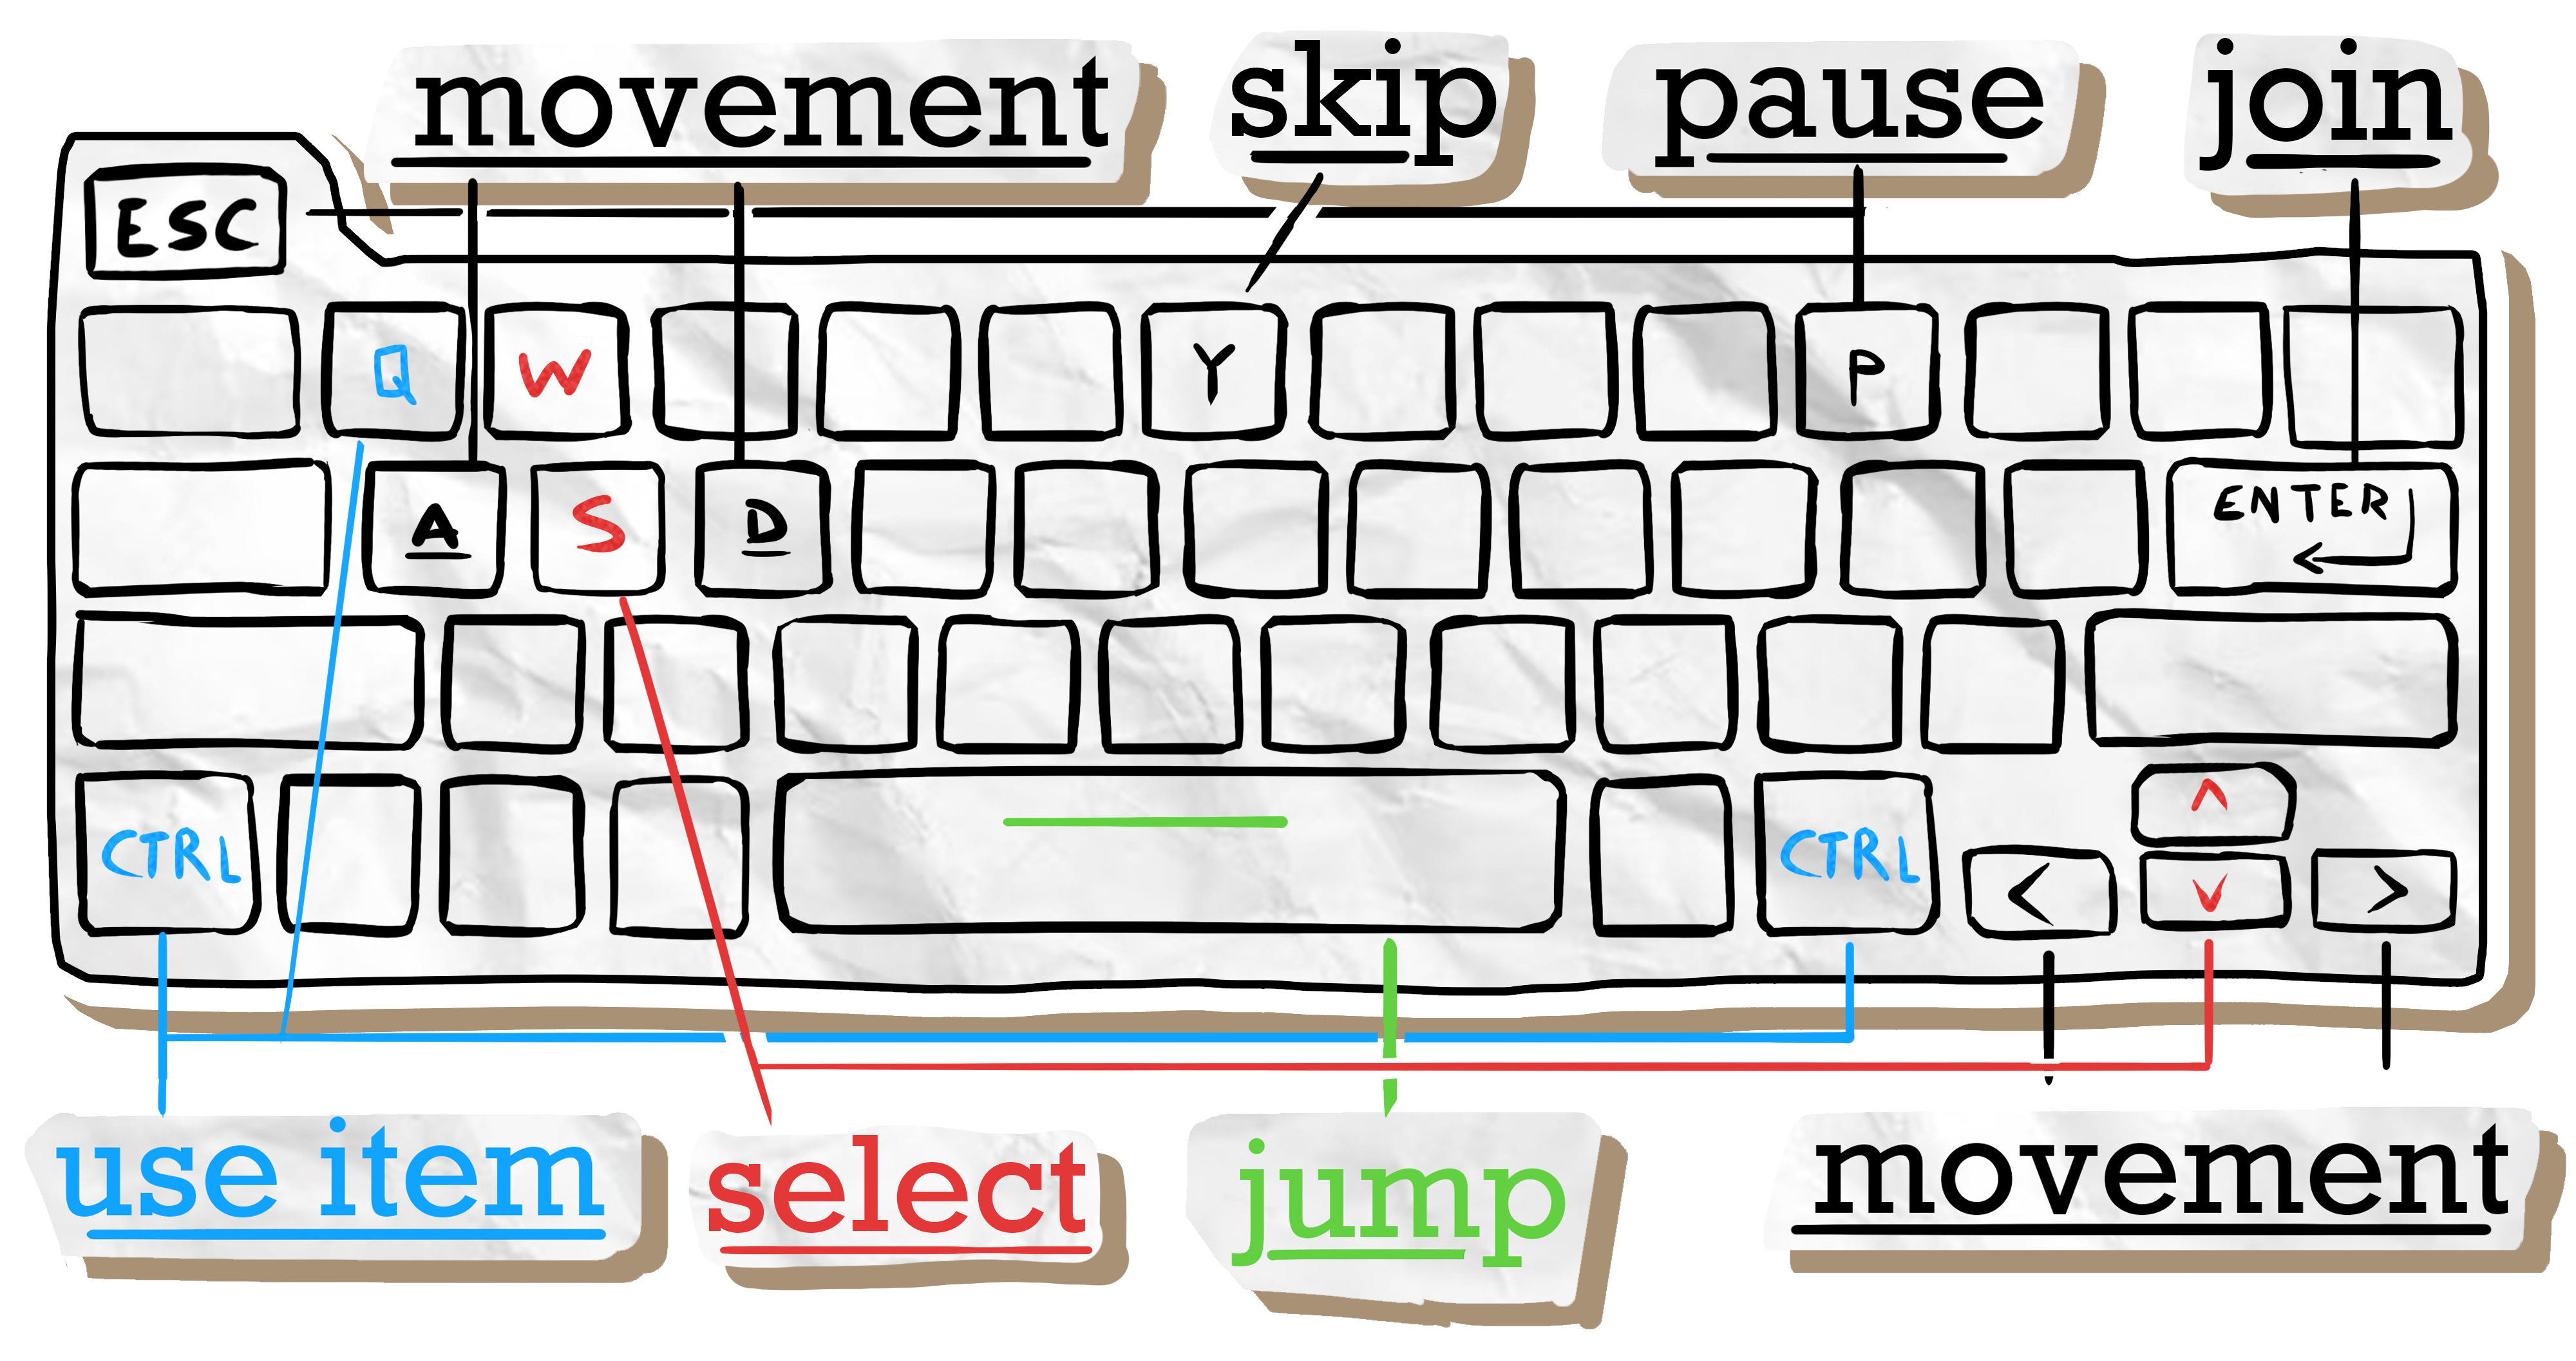 movement skip pause join
ESC
Q W Y P
A S D ENTER
CTRL CTRL ^
< v >
use item select jump movement